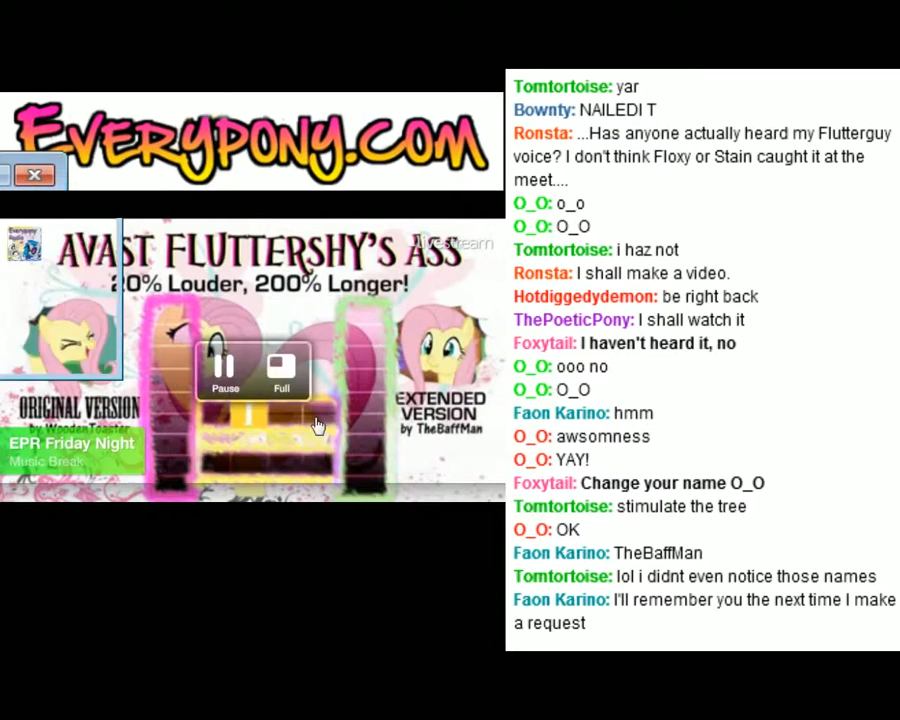 EVERYPONY.COM
Everypony
Radio
Livestream
AVAST FLUTTERSHY'S ASS
20% Louder, 200% Longer!
Pause
Full
ORIGINAL VERSION
by WoodenToaster
EXTENDED
VERSION
by TheBaffMan
EPR Friday Night
Music Break
Tomtortoise: yar
Bownty: NAILEDI T
Ronsta: ...Has anyone actually heard my Flutterguy
voice? I don't think Floxy or Stain caught it at the
meet....
O_O: o_o
O_O: O_O
Tomtortoise: i haz not
Ronsta: I shall make a video.
Hotdiggedydemon: be right back
ThePoeticPony: I shall watch it
Foxytail: I haven't heard it, no
O_O: ooo no
O_O: O_O
Faon Karino: hmm
O_O: awsomness
O_O: YAY!
Foxytail: Change your name O_O
Tomtortoise: stimulate the tree
O_O: OK
Faon Karino: TheBaffMan
Tomtortoise: lol i didnt even notice those names
Faon Karino: I'll remember you the next time I make
a request